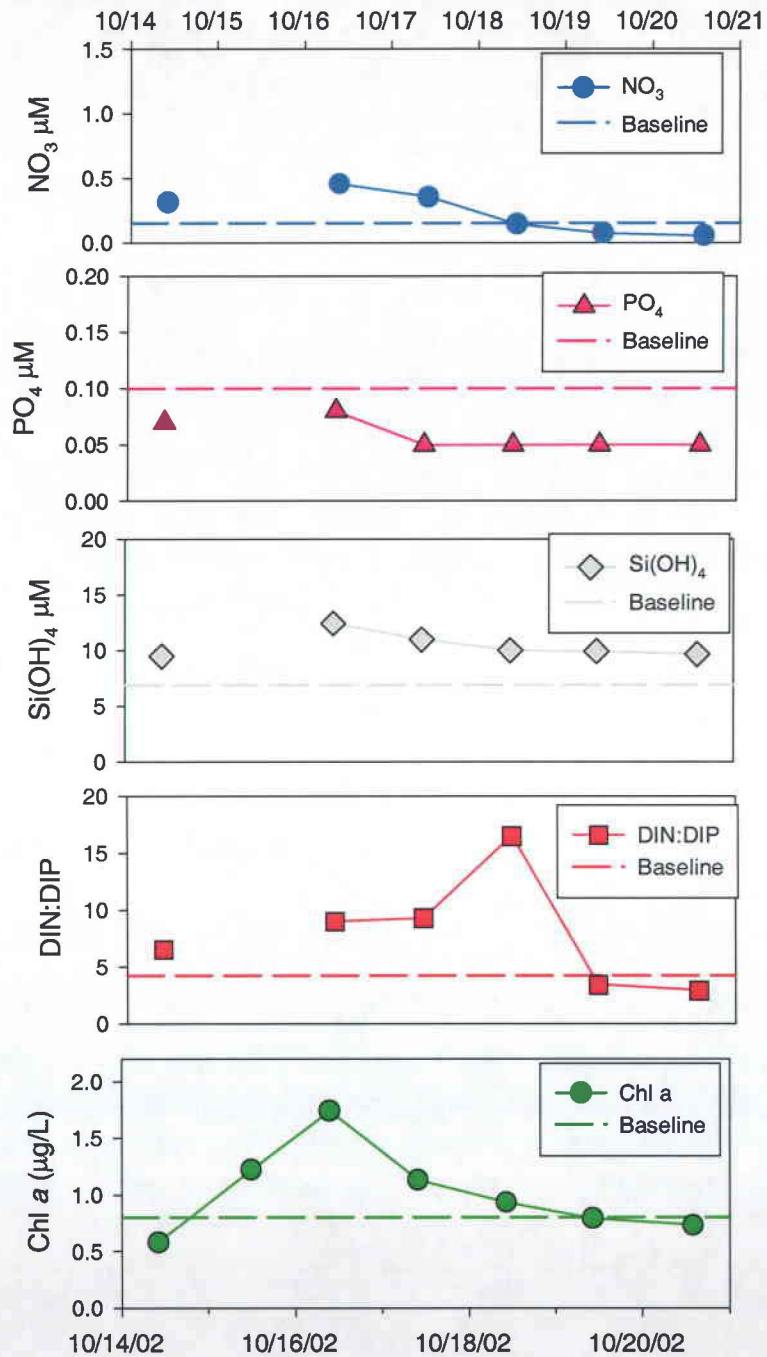 10/14 10/15 10/16 10/17 10/18 10/19 10/20 10/21
1.5
1.0
0.5
0.0
NO₃ µM
NO₃
Baseline
0.20
0.15
0.10
0.05
0.00
PO₄ µM
PO₄
Baseline
20
15
10
5
0
Si(OH)₄ µM
Si(OH)₄
Baseline
20
15
10
5
0
DIN:DIP
DIN:DIP
Baseline
2.0
1.5
1.0
0.5
0.0
Chl a (µg/L)
Chl a
Baseline
10/14/02 10/16/02 10/18/02 10/20/02